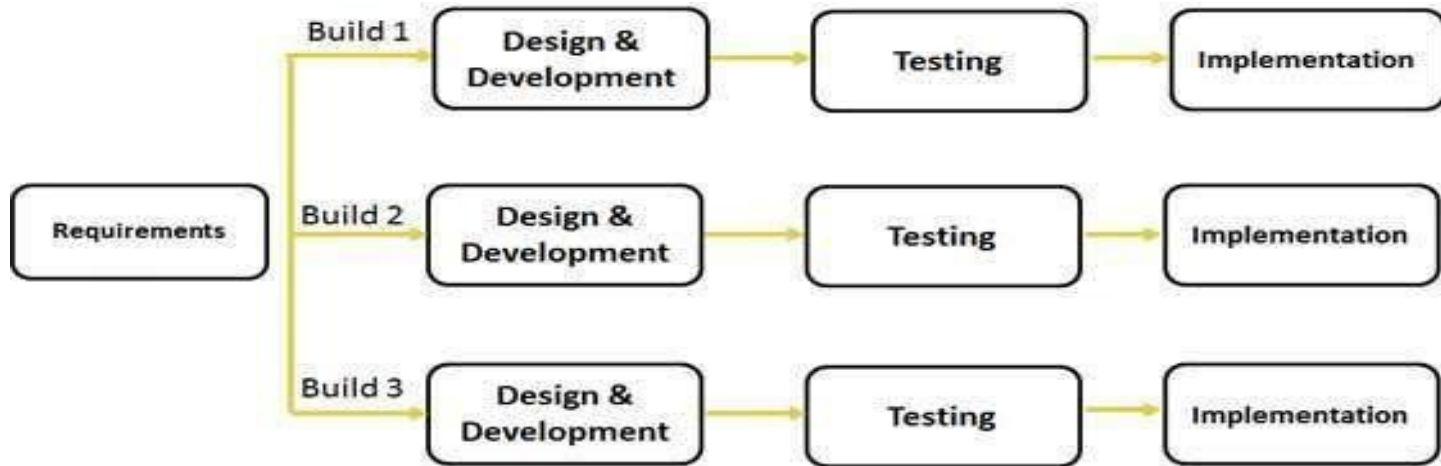 Build 1
Design &
Development
Testing
Implementation
Requirements
Build 2
Design &
Development
Testing
Implementation
Build 3
Design &
Development
Testing
Implementation